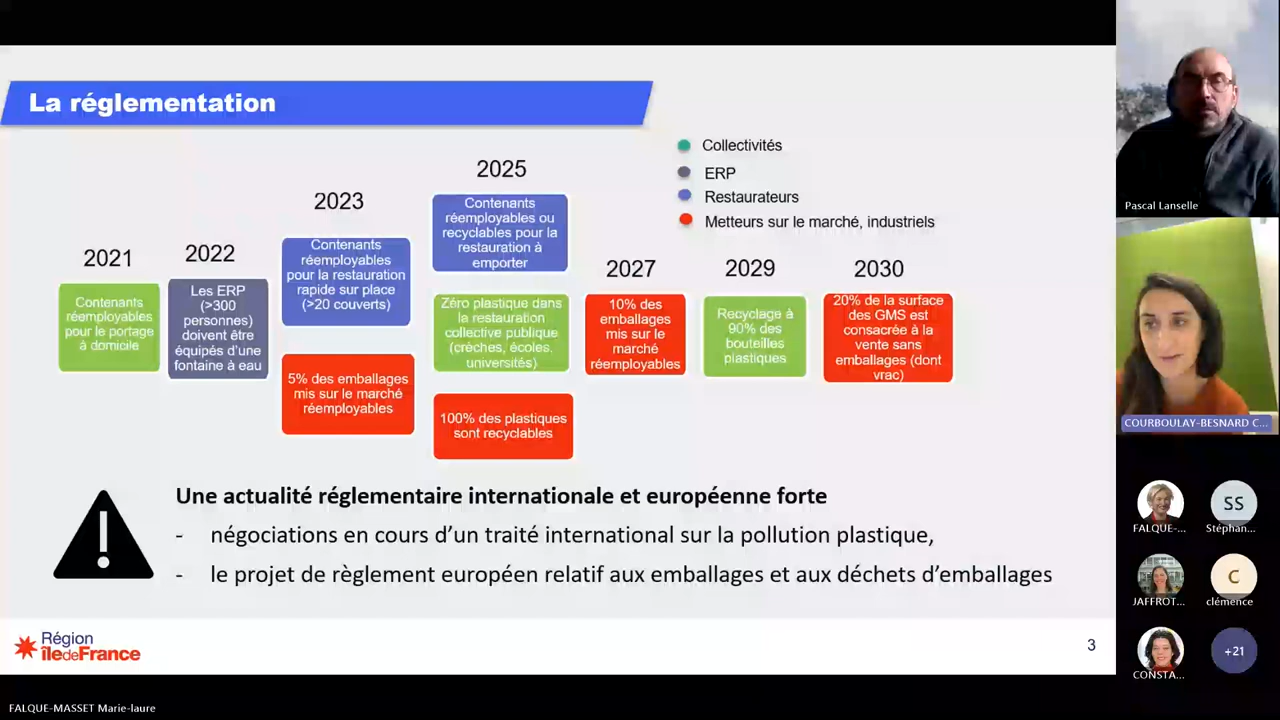 La réglementation
Collectivités
ERP
Restaurateurs
Metteurs sur le marché, industriels
2021
Contenants
réemployables
pour le portage
à domicile
2022
Les ERP
(>300
personnes)
doivent être
équipés d'une
fontaine à eau
2023
Contenants
réemployables
pour la restauration
rapide sur place
(>20 couverts)
5% des emballages
mis sur le marché
réemployables
2025
Contenants
réemployables ou
recyclables pour la
restauration à
emporter
Zéro plastique dans
la restauration
collective publique
(crèches, écoles.
universités)
100% des plastiques
sont recyclables
2027
10% des
emballages
mis sur le
marché
réemployables
2029
Recyclage à
90% des
bouteilles
plastiques
2030
20% de la surface
des GMS est
consacrée à la
vente sans
emballages (dont
vrac)
Une actualité réglementaire internationale et européenne forte
- négociations en cours d'un traité international sur la pollution plastique,
- le projet de règlement européen relatif aux emballages et aux déchets d'emballages
Région
îledeFrance
3
FALQUE-MASSET Marie-laure
Pascal Lanselle
COURBOULAY-BESNARD C...
FALQUE-...
SS
Stéphan...
JAFFROT...
C
clémence
CONSTA...
+21